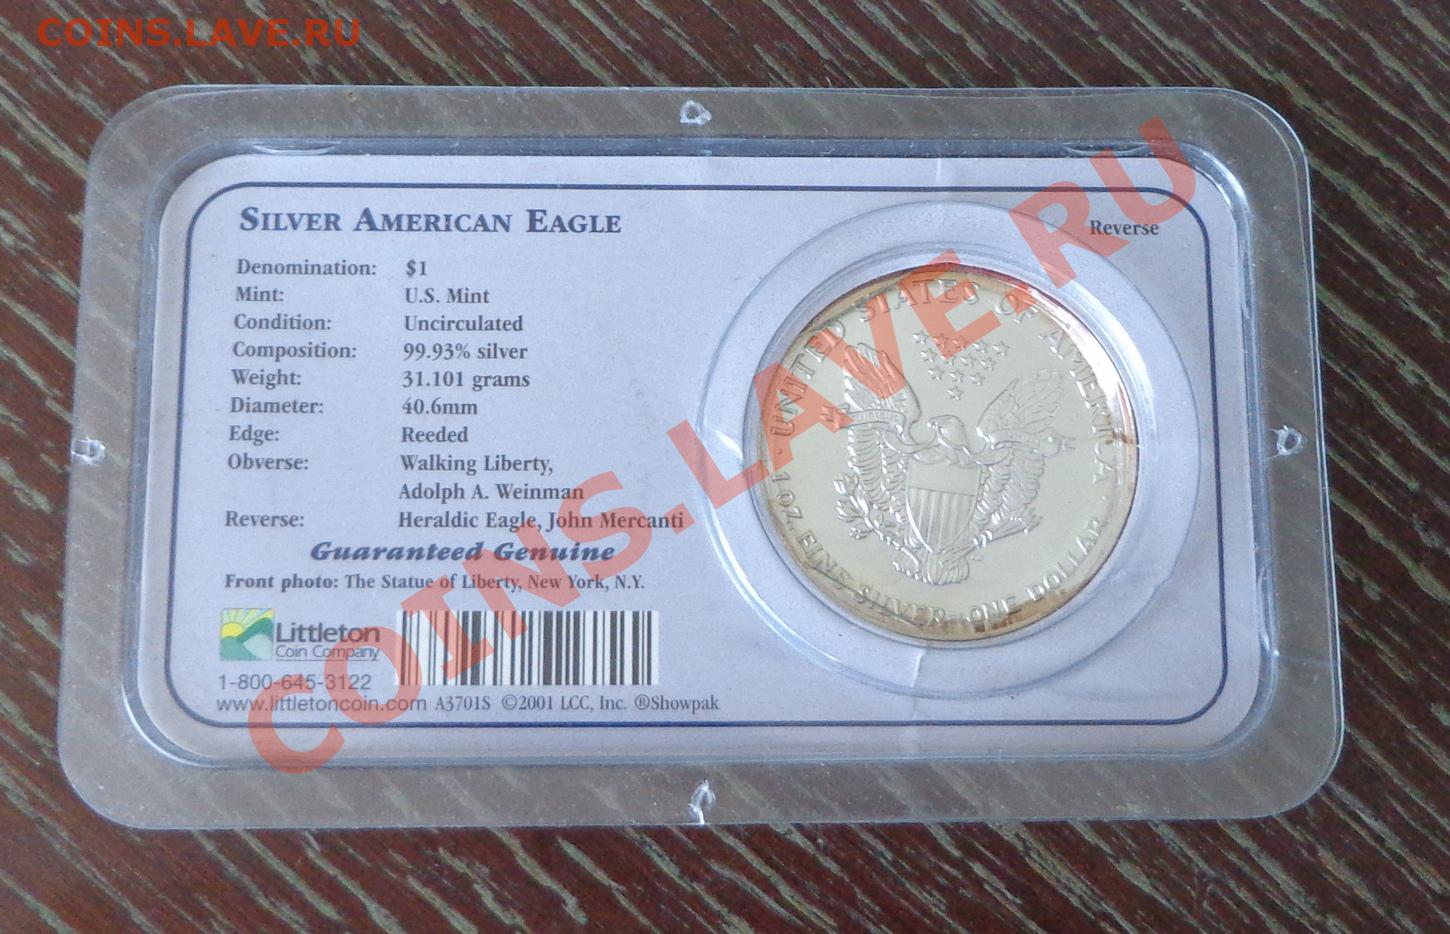 COINS.LAVE.RU
SILVER AMERICAN EAGLE
Reverse
Denomination: $1
Mint: U.S. Mint
Condition: Uncirculated
Composition: 99.93% silver
Weight: 31.101 grams
Diameter: 40.6mm
Edge: Reeded
Obverse: Walking Liberty,
Adolph A. Weinman
Reverse: Heraldic Eagle, John Mercanti
Guaranteed Genuine
Front photo: The Statue of Liberty, New York, N.Y.
Littleton
Coin Company
1-800-645-3122
www.littletoncoin.com A3701S ©2001 LCC, Inc. ®Showpak
UNITED STATES OF AMERICA
1 OZ. FINE SILVER-ONE DOLLAR
COINS.LAVE.RU